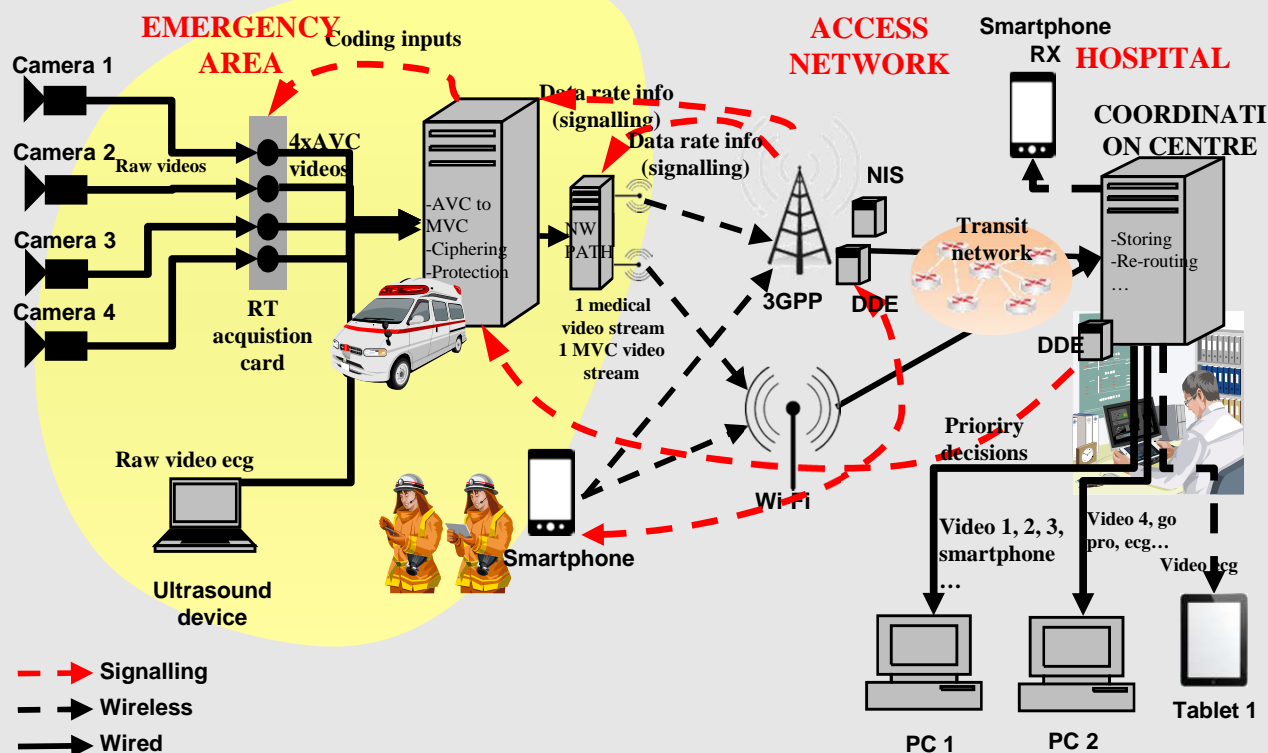 EMERGENCY
AREA
Coding inputs
ACCESS
NETWORK
Smartphone
RX
HOSPITAL
Camera 1
Camera 2
Camera 3
Camera 4
Raw videos
4xAVC
videos
RT
acquistion
card
Data rate info
(signalling)
Data rate info
(signalling)
-AVC to
MVC
-Ciphering
-Protection
NW
PATH
1 medical
video stream
1 MVC video
stream
NIS
3GPP
DDE
Transit
network
COORDINATI
ON CENTRE
-Storing
-Re-routing
…
DDE
Wi-Fi
Prioriry
decisions
Raw video ecg
Ultrasound
device
Smartphone
Video 1, 2, 3,
smartphone
…
Video 4, go
pro, ecg…
Video ecg
PC 1
PC 2
Tablet 1
Signalling
Wireless
Wired